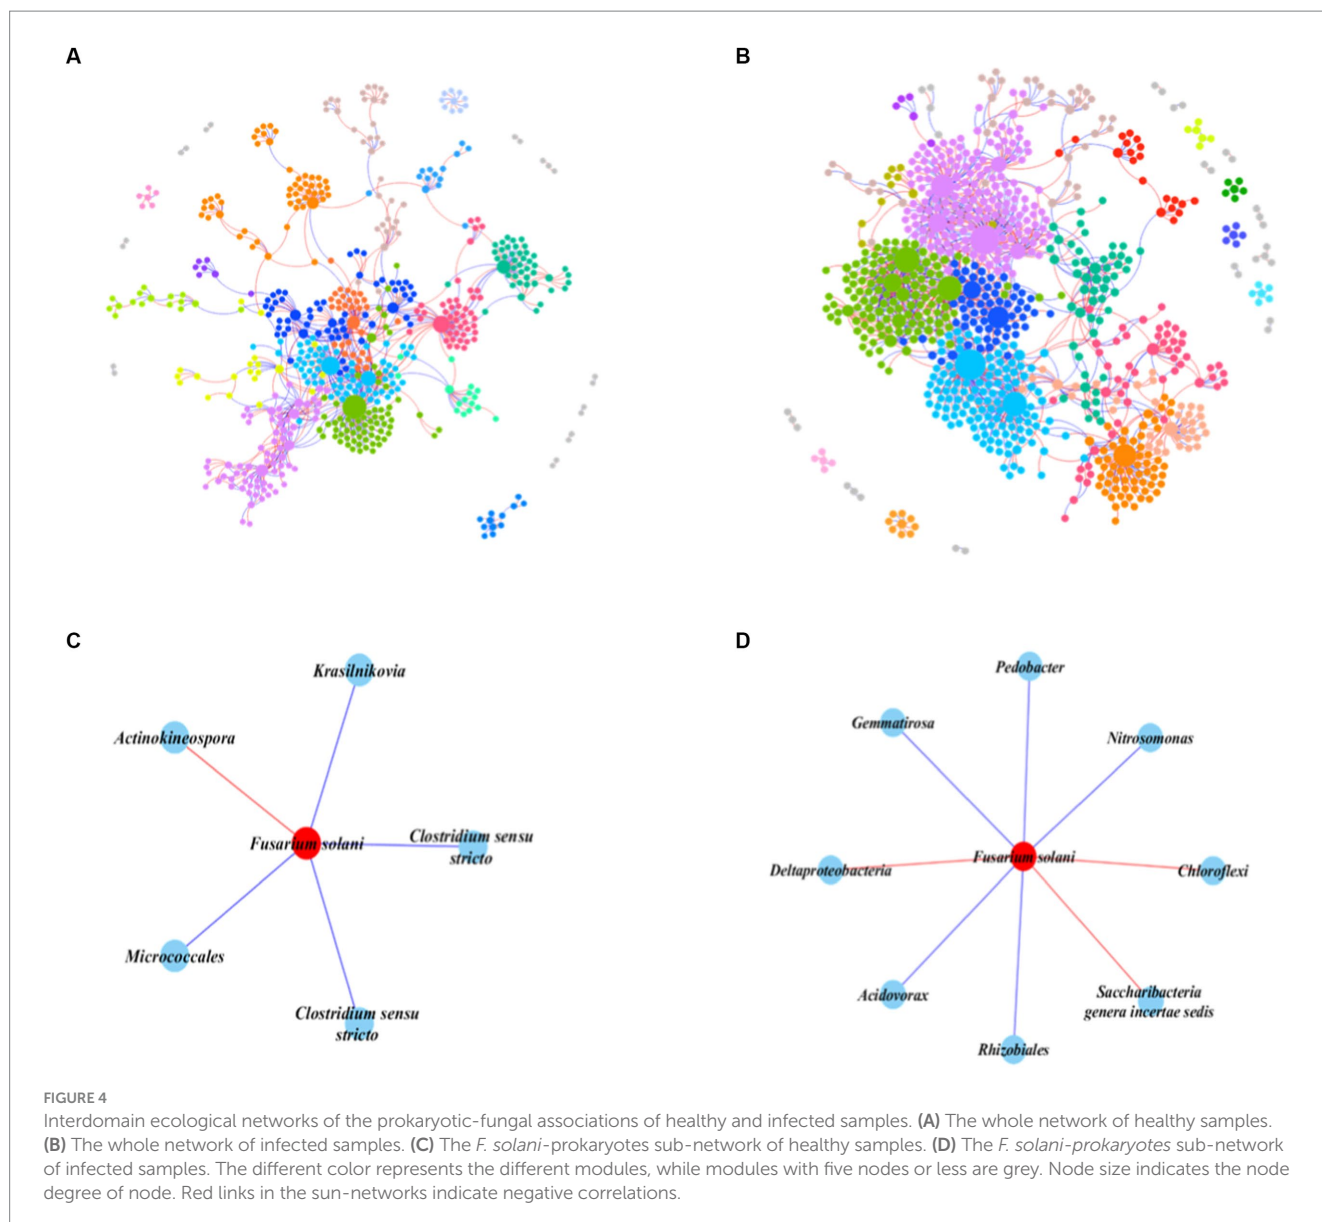 A
B
C
D
Krasilnikovia
Actinokineospora
Fusarium solani
Clostridium sensu
stricto
Micrococcales
Clostridium sensu
stricto
Pedobacter
Gemmatirosa
Nitrosomonas
Deltaproteobacteria
Fusarium solani
Chloroflexi
Acidovorax
Saccharibacteria
genera incertae sedis
Rhizobiales
FIGURE 4
Interdomain ecological networks of the prokaryotic-fungal associations of healthy and infected samples. (A) The whole network of healthy samples.
(B) The whole network of infected samples. (C) The F. solani-prokaryotes sub-network of healthy samples. (D) The F. solani-prokaryotes sub-network
of infected samples. The different color represents the different modules, while modules with five nodes or less are grey. Node size indicates the node
degree of node. Red links in the sun-networks indicate negative correlations.